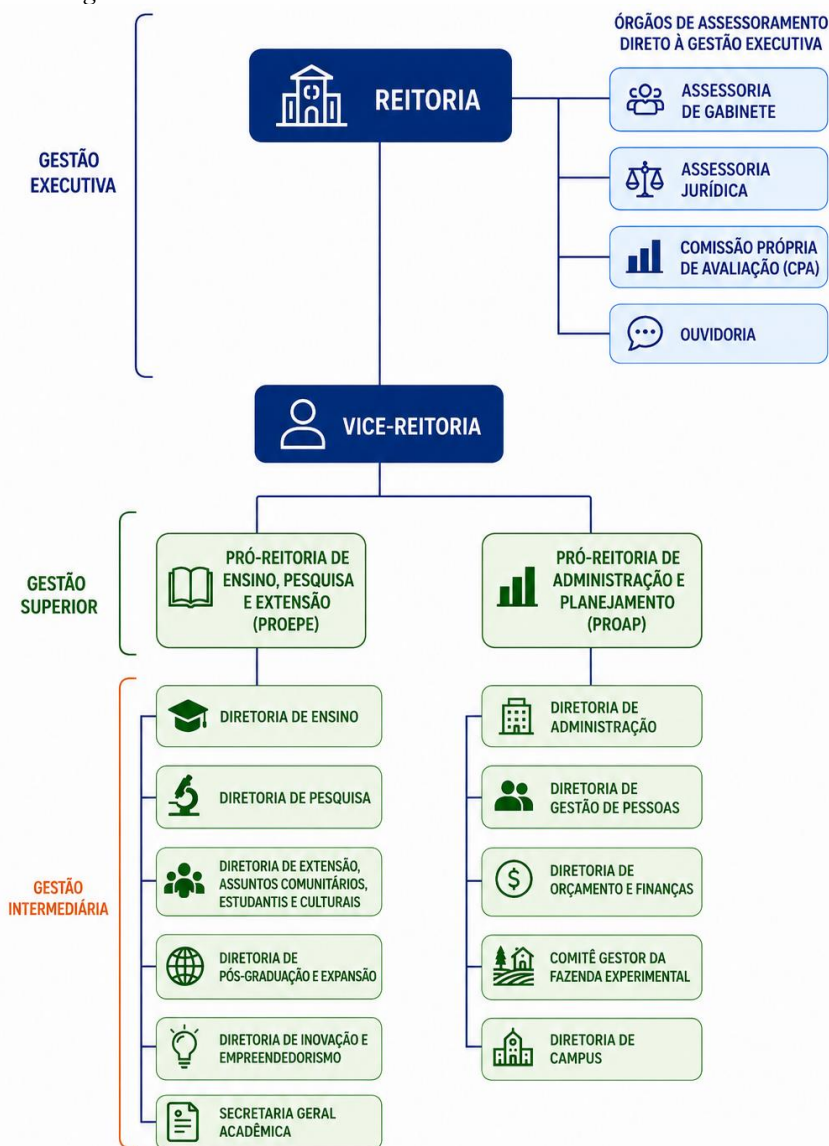 ÓRGÃOS DE ASSESSORAMENTO
DIRETO À GESTÃO EXECUTIVA
REITORIA
ASSESSORIA
DE GABINETE
GESTÃO
EXECUTIVA
ASSESSORIA
JURÍDICA
COMISSÃO PRÓPRIA
DE AVALIAÇÃO (CPA)
OUVIDORIA
VICE-REITORIA
GESTÃO
SUPERIOR
PRÓ-REITORIA DE
ENSINO, PESQUISA
E EXTENSÃO
(PROEPE)
PRÓ-REITORIA DE
ADMINISTRAÇÃO E
PLANEJAMENTO
(PROAP)
GESTÃO
INTERMEDIÁRIA
DIRETORIA DE ENSINO
DIRETORIA DE PESQUISA
DIRETORIA DE EXTENSÃO,
ASSUNTOS COMUNITÁRIOS,
ESTUDANTIS E CULTURAIS
DIRETORIA DE
PÓS-GRADUAÇÃO E EXPANSÃO
DIRETORIA DE INOVAÇÃO E
EMPREENDEDORISMO
SECRETARIA GERAL
ACADÊMICA
DIRETORIA DE
ADMINISTRAÇÃO
DIRETORIA DE
GESTÃO DE PESSOAS
DIRETORIA DE
ORÇAMENTO E FINANÇAS
COMITÊ GESTOR DA
FAZENDA EXPERIMENTAL
DIRETORIA DE
CAMPUS